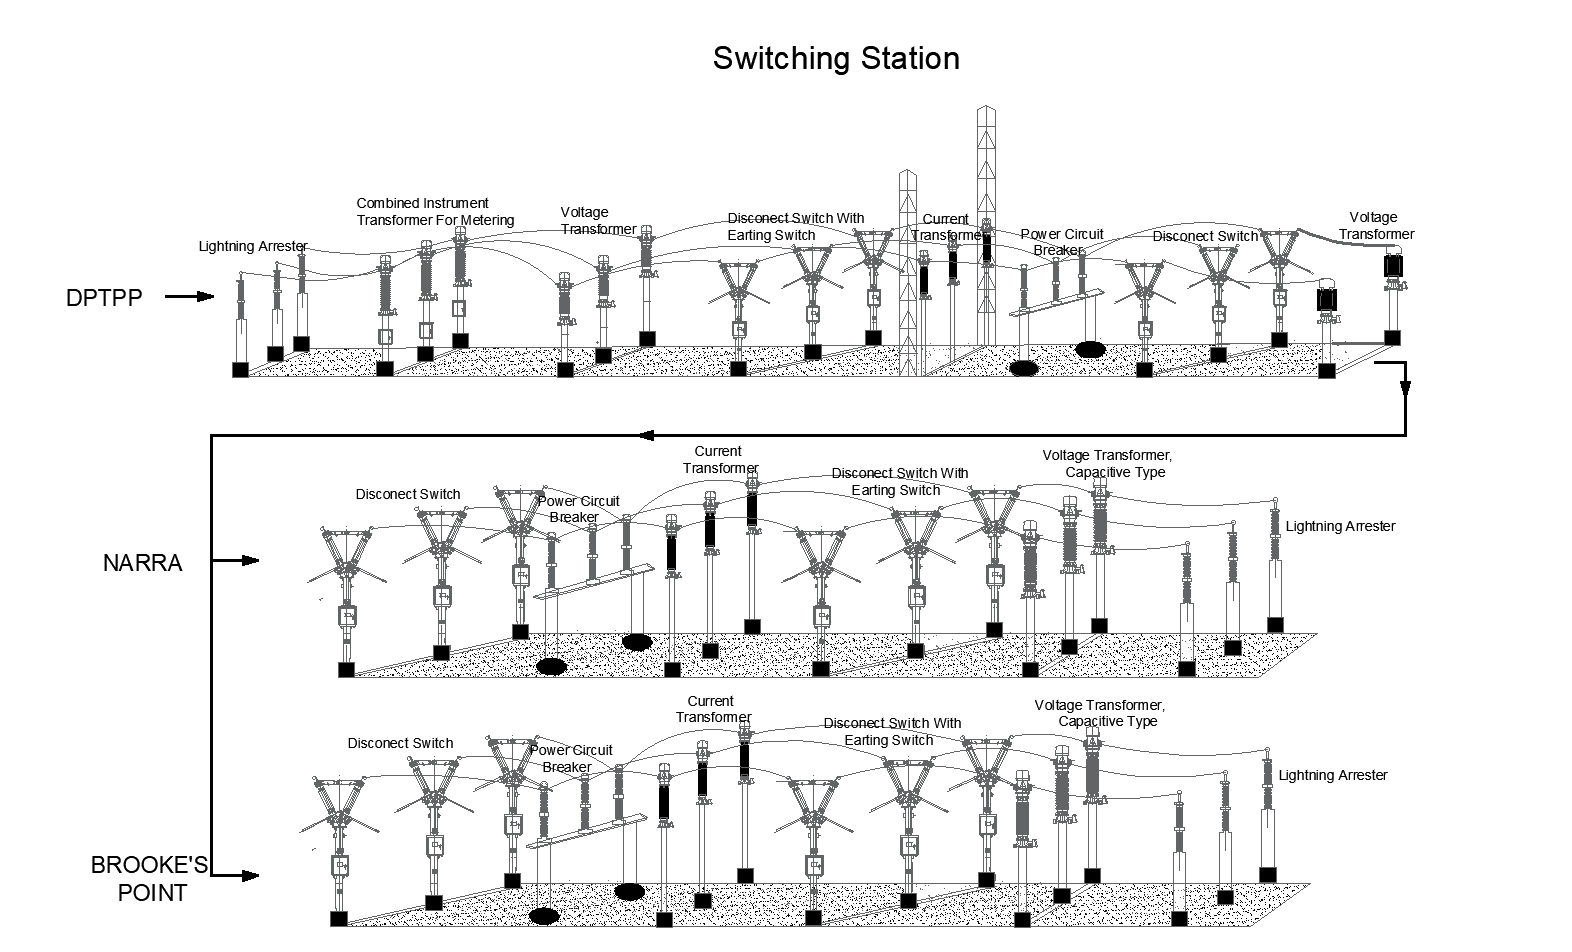 Switching Station
Combined Instrument
Transformer For Metering
Voltage
Transformer
Disconect Switch With
Earting Switch
Current
Transformer
Power Circuit
Breaker
Disconect Switch
Voltage
Transformer
Lightning Arrester
DPTPP
Current
Transformer
Disconect Switch With
Earting Switch
Voltage Transformer,
Capacitive Type
Disconect Switch
Power Circuit
Breaker
Lightning Arrester
NARRA
Current
Transformer
Disconect Switch With
Earting Switch
Voltage Transformer,
Capacitive Type
Disconect Switch
Power Circuit
Breaker
Lightning Arrester
BROOKE'S
POINT